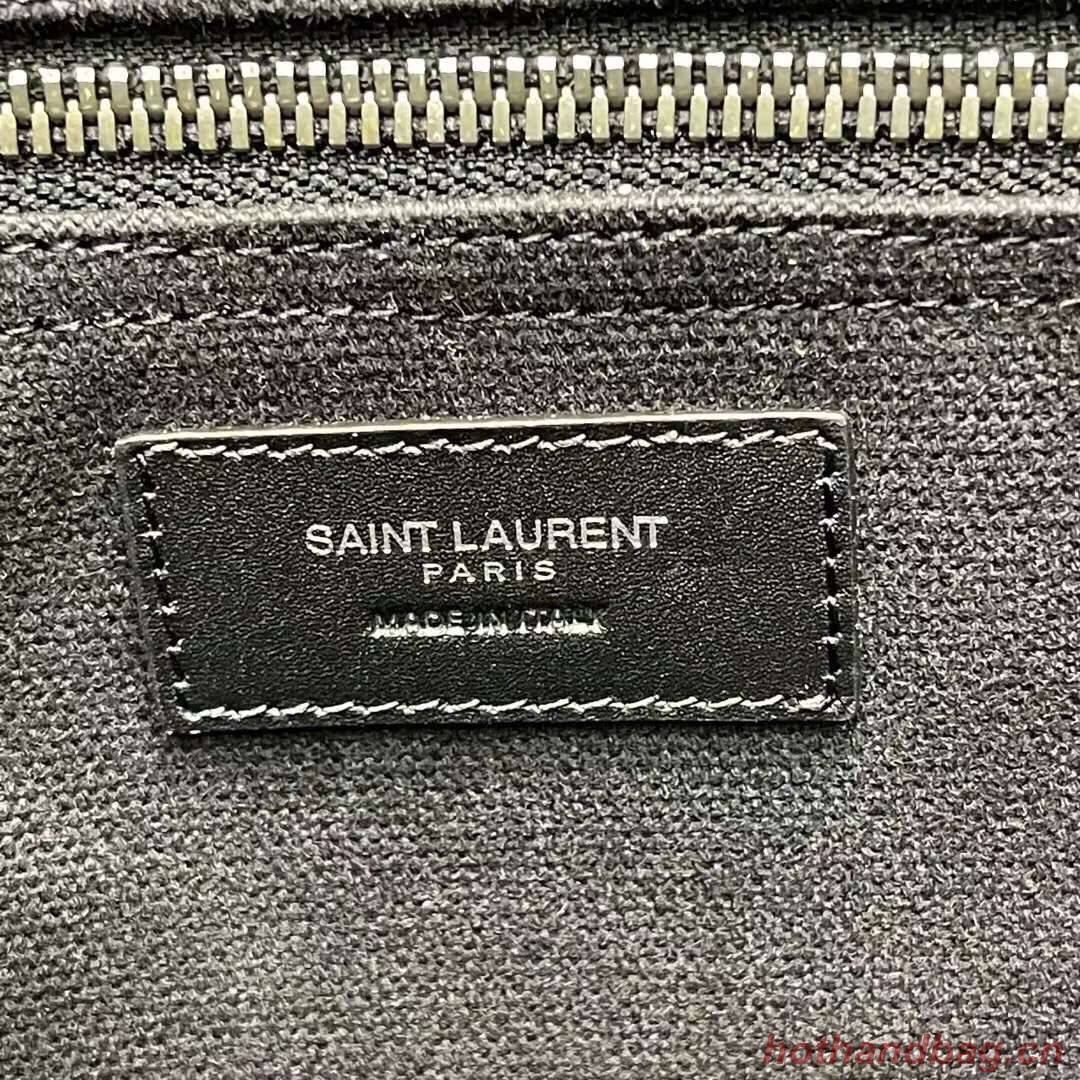 SAINT LAURENT
PARIS
MADE IN ITALY
hothandbag.cn